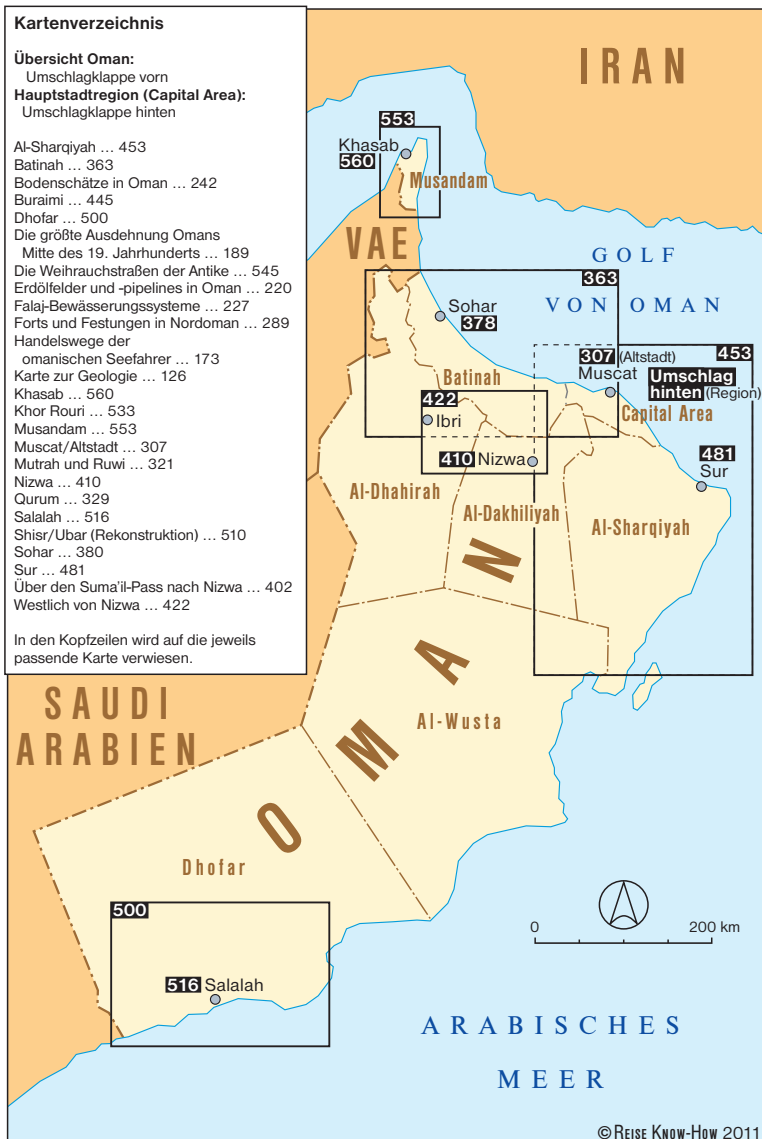 Kartenverzeichnis
Übersicht Oman:
Umschlagklappe vorn
Hauptstadtregion (Capital Area):
Umschlagklappe hinten
Al-Sharqiyah ... 453
Batinah ... 363
Bodenschätze in Oman ... 242
Buraimi ... 445
Dhofar ... 500
Die größte Ausdehnung Omans
Mitte des 19. Jahrhunderts ... 189
Die Weihrauchstraßen der Antike ... 545
Erdölfelder und -pipelines in Oman ... 220
Falaj-Bewässerungssysteme ... 227
Forts und Festungen in Nordoman ... 289
Handelswege der
omanischen Seefahrer ... 173
Karte zur Geologie ... 126
Khasab ... 560
Khor Rouri ... 533
Musandam ... 553
Muscat/Altstadt ... 307
Mutrah und Ruwi ... 321
Nizwa ... 410
Qurum ... 329
Salalah ... 516
Shisr/Ubar (Rekonstruktion) ... 510
Sohar ... 380
Sur ... 481
Über den Suma'il-Pass nach Nizwa ... 402
Westlich von Nizwa ... 422
In den Kopfzeilen wird auf die jeweils
passende Karte verwiesen.
IRAN
553
Khasab
560
Musandam
VAE
GOLF
VON OMAN
363
Sohar
378
307 (Altstadt)
Muscat
453
Umschlag
hinten (Region)
Batinah
Capital Area
422
Ibri
410 Nizwa
481
Sur
Al-Dhahirah
Al-Dakhiliyah
Al-Sharqiyah
OMAN
SAUDI
ARABIEN
Al-Wusta
Dhofar
500
516 Salalah
0 200 km
ARABISCHES
MEER
© REISE KNOW-HOW 2011